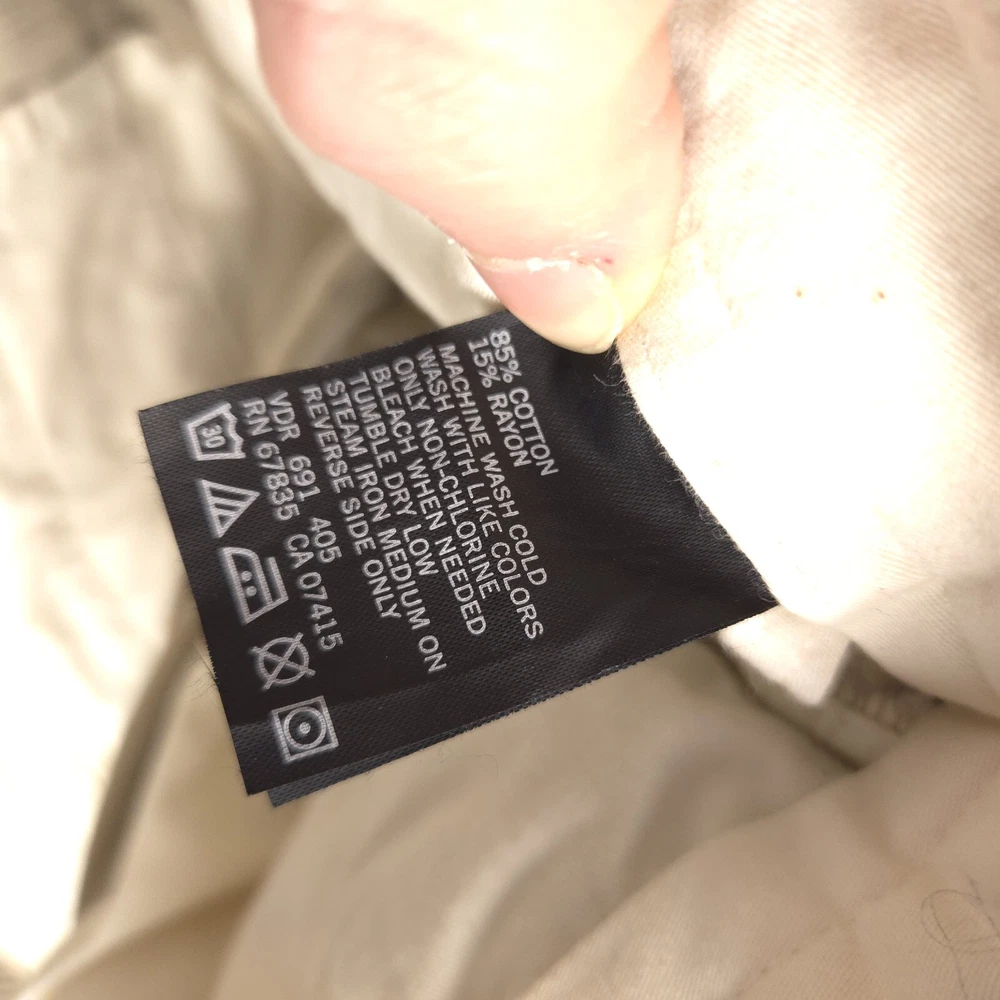 85% COTTON
15% RAYON
MACHINE WASH COLD
WASH WITH LIKE COLORS
ONLY NON-CHLORINE
BLEACH WHEN NEEDED
TUMBLE DRY LOW
STEAM IRON MEDIUM ON
REVERSE SIDE ONLY
VDR 691 405
RN 67835 CA 07415
30